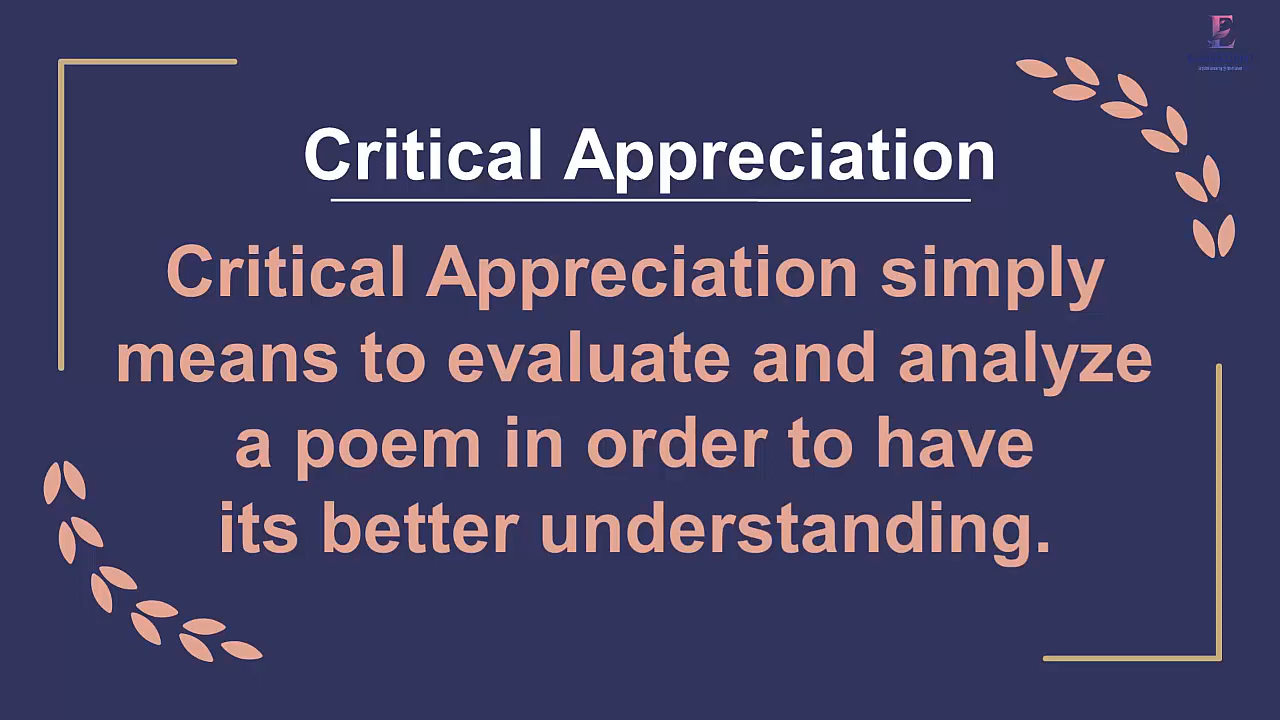 E
Critical Appreciation
Critical Appreciation simply
means to evaluate and analyze
a poem in order to have
its better understanding.